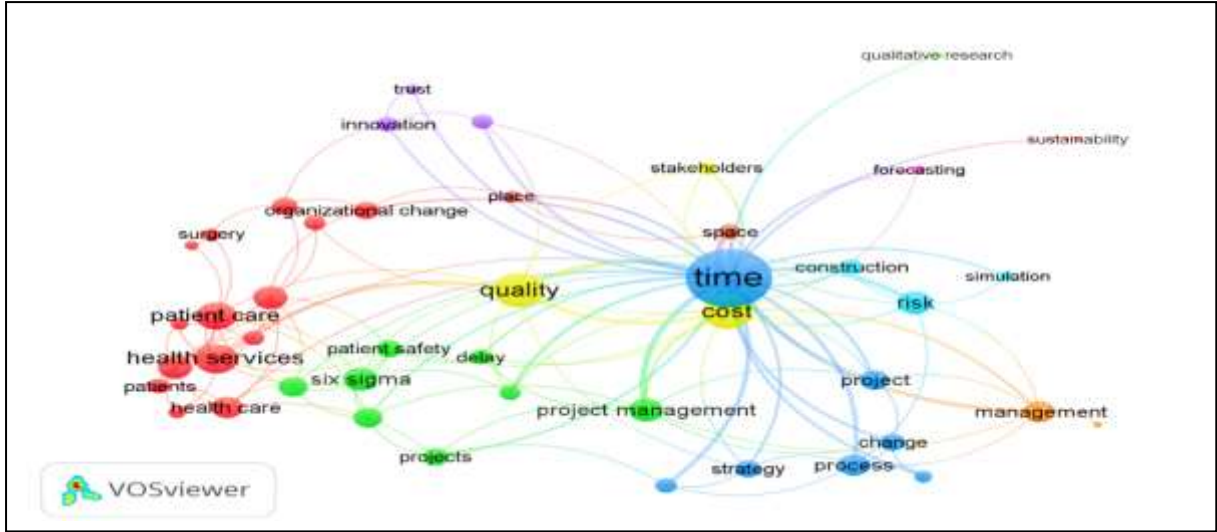 qualitative research
trust
innovation
sustainability
stakeholders
forecasting
place
organizational change
surgery
space
time
construction
simulation
quality
cost
risk
patient care
health services
patient safety
delay
patients
six sigma
project
health care
project management
management
change
projects
strategy
process
VOSviewer